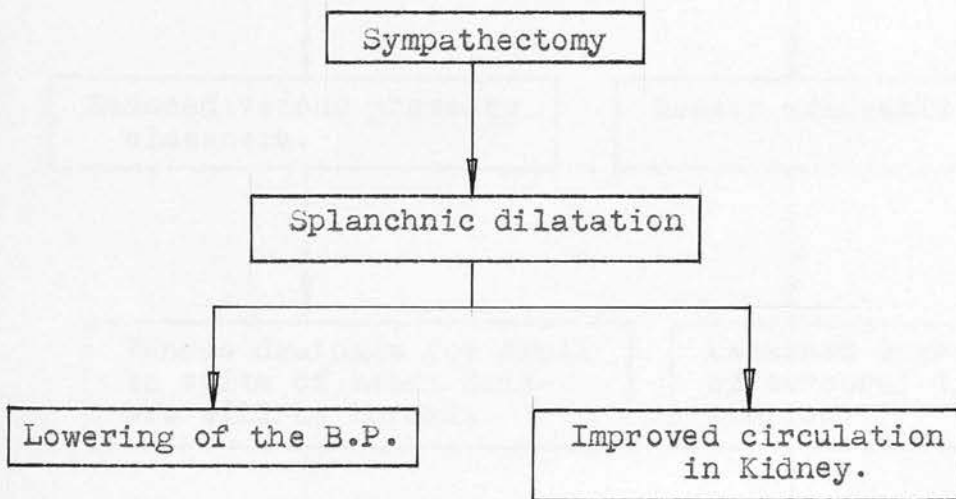 Sympathectomy
Splanchnic dilatation
Lowering of the B.P.
Improved circulation
in Kidney.